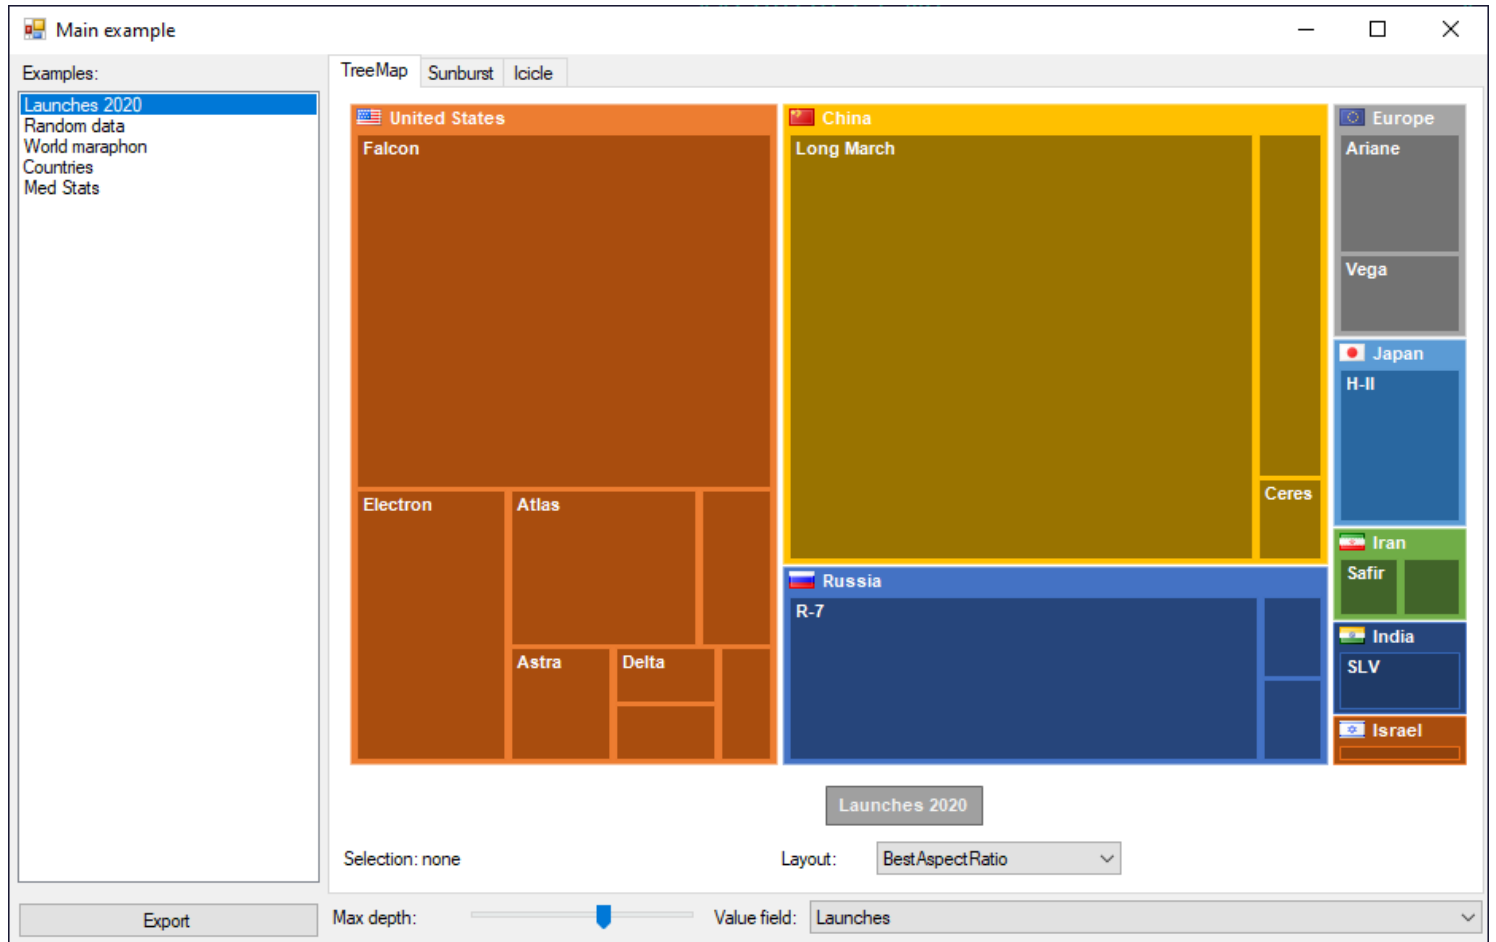 Main example
Examples:
Launches 2020
Random data
World maraphon
Countries
Med Stats
Export
TreeMap
Sunburst
Icicle
United States
Falcon
Electron
Atlas
Astra
Delta
China
Long March
Ceres
Russia
R-7
Europe
Ariane
Vega
Japan
H-II
Iran
Safir
India
SLV
Israel
Launches 2020
Selection: none
Layout: BestAspectRatio
Max depth:
Value field: Launches